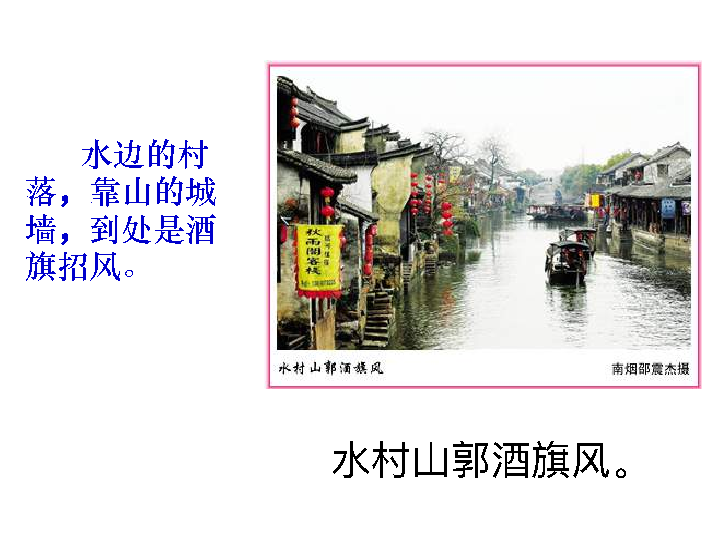 水边的村
落，靠山的城
墙，到处是酒
旗招风。
秋雨阁客栈
水村山郭酒旗风
南烟邵震杰摄
水村山郭酒旗风。